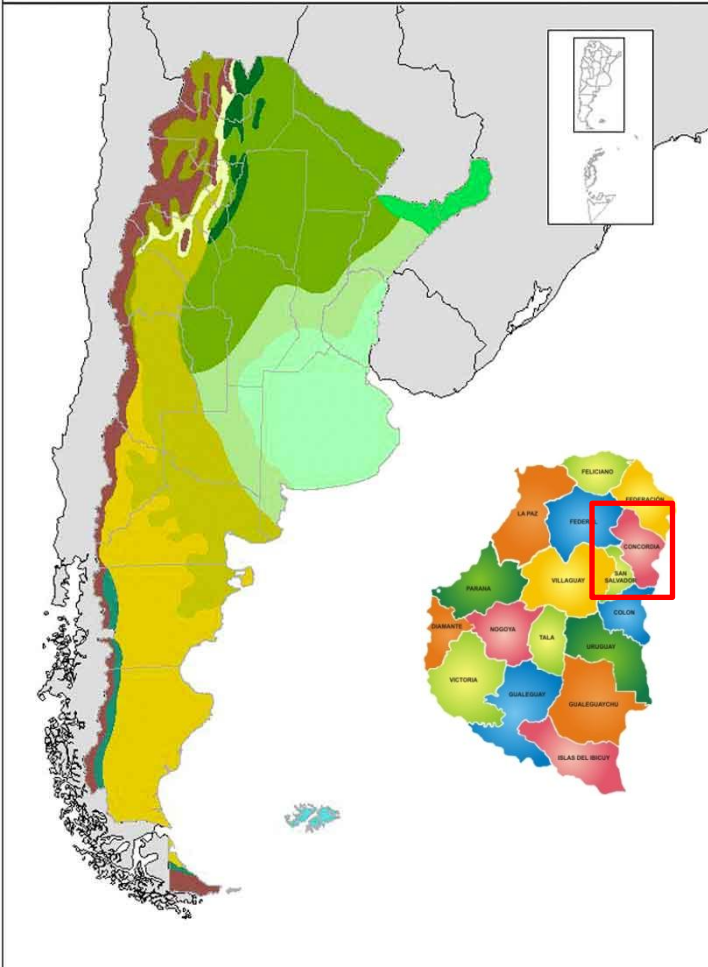 FELICIANO
FEDERACIÓN
LA PAZ
FEDERAL
CONCORDIA
SAN
SALVADOR
VILLAGUAY
PARANA
COLON
DIAMANTE
NOGOYA
TALA
URUGUAY
VICTORIA
GUALEGUAY
GUALEGUAYCHU
ISLAS DEL IBICUY